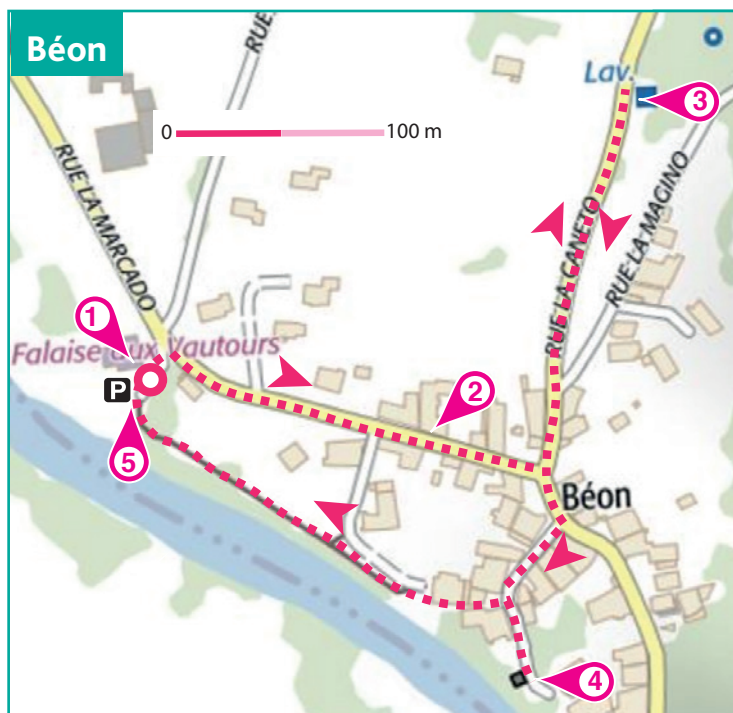 Béon
RUE
Lav.
3
0 100 m
RUE LA MARCADO
RUE LA CANETO
RUE LA MAGINO
1
Falaise aux Vautours
P
2
5
Béon
4